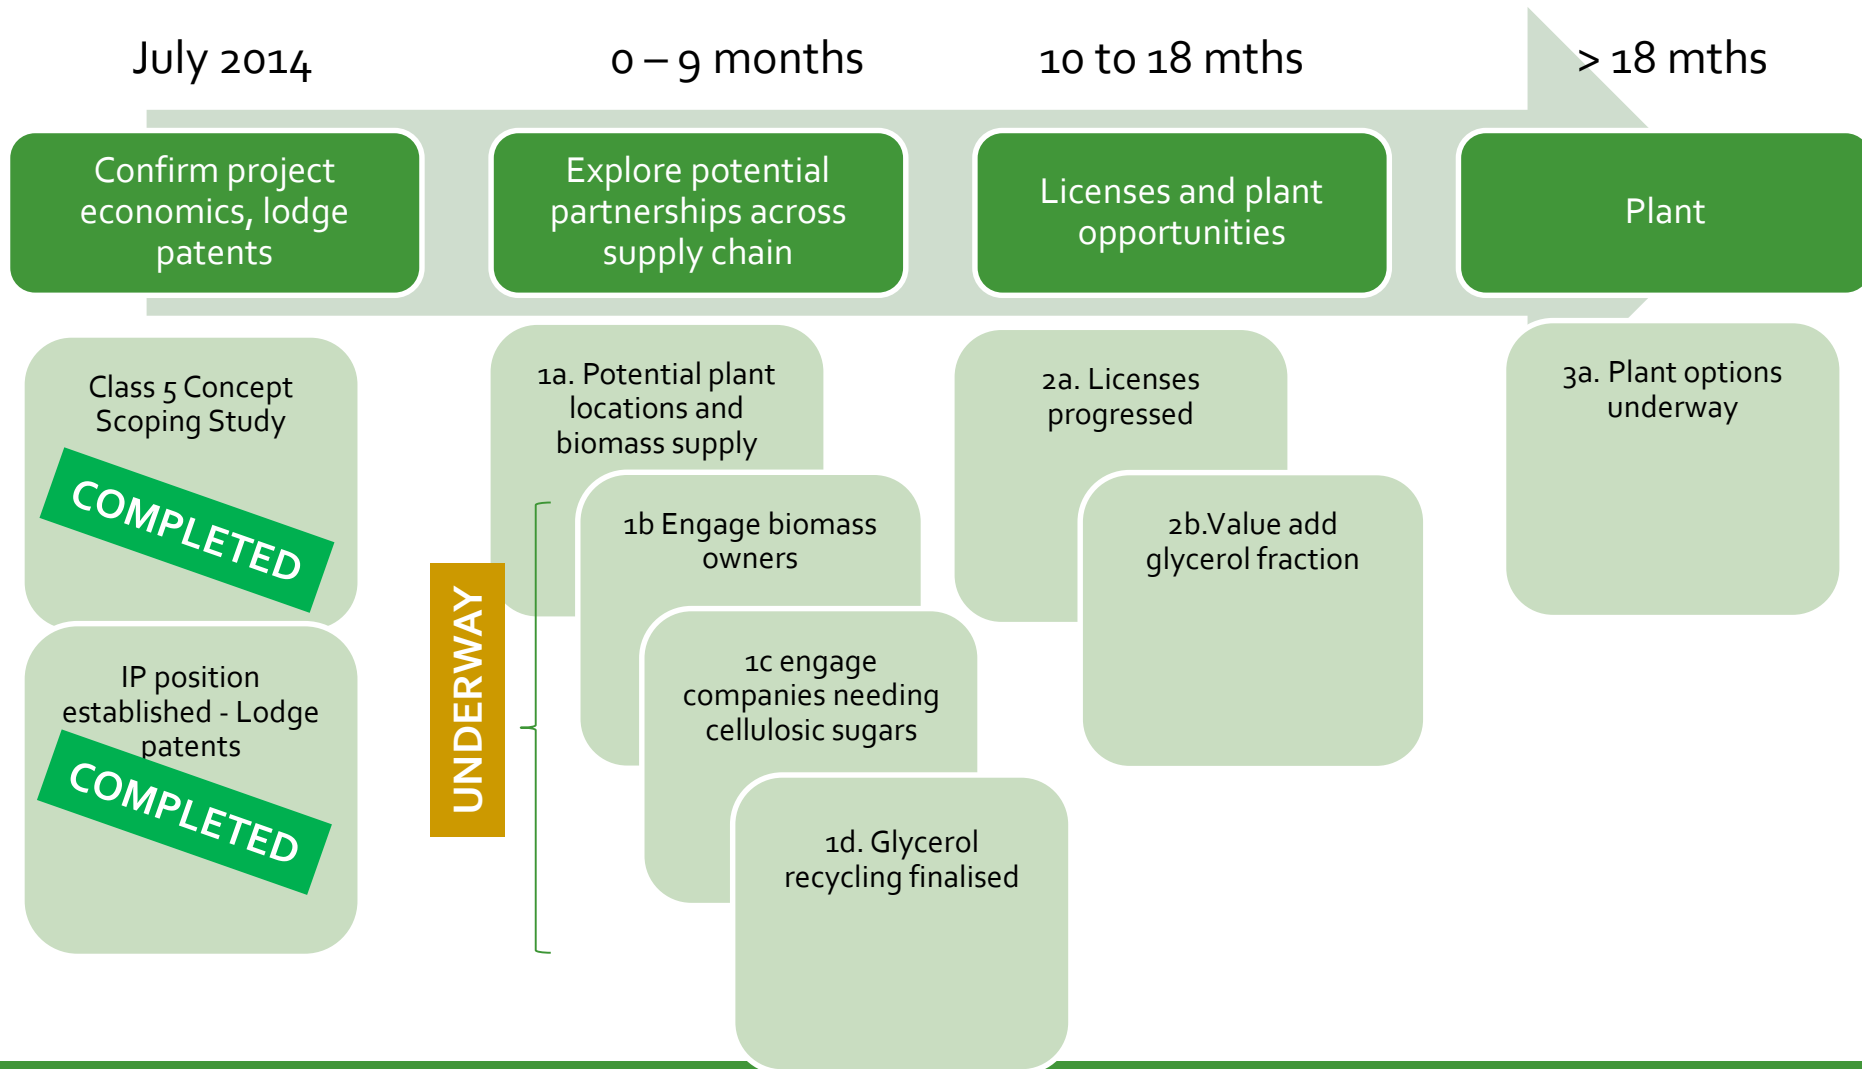 July 2014
0 – 9 months
10 to 18 mths
> 18 mths
Confirm project
economics, lodge
patents
Explore potential
partnerships across
supply chain
Licenses and plant
opportunities
Plant
Class 5 Concept
Scoping Study
COMPLETED
IP position
established - Lodge
patents
COMPLETED
UNDERWAY
1a. Potential plant
locations and
biomass supply
1b Engage biomass
owners
1c engage
companies needing
cellulosic sugars
1d. Glycerol
recycling finalised
2a. Licenses
progressed
2b.Value add
glycerol fraction
3a. Plant options
underway